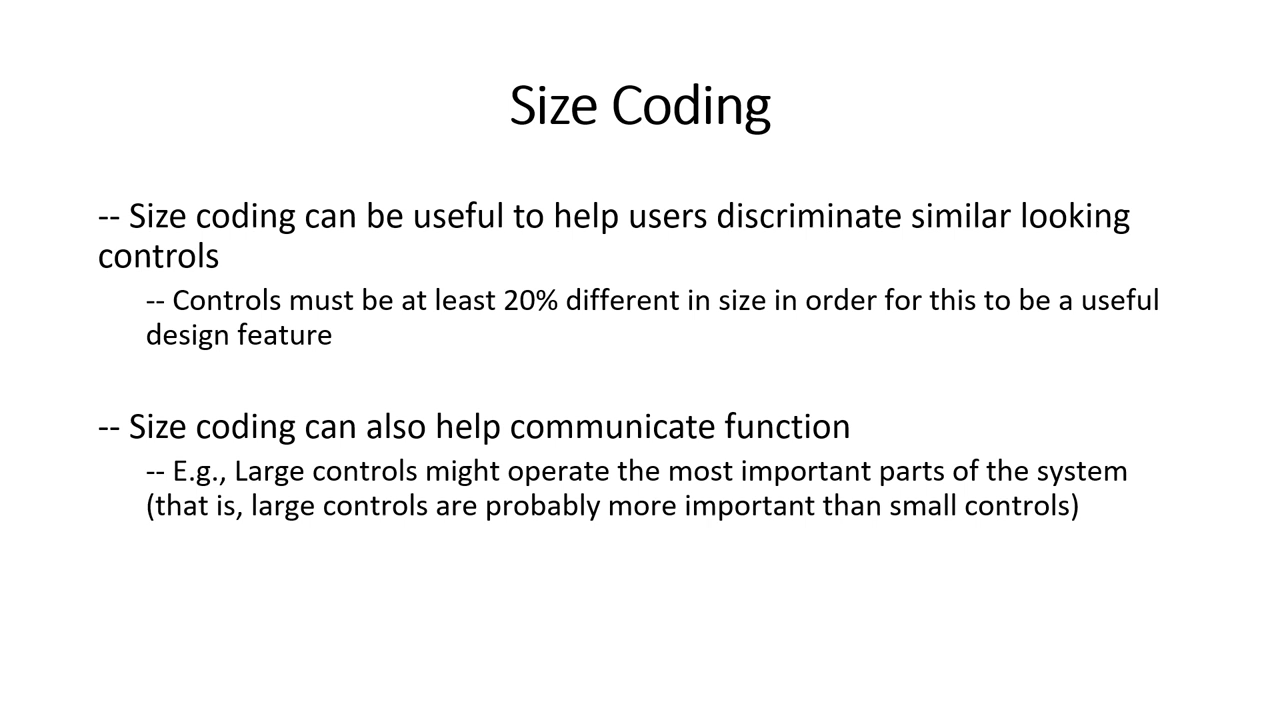 Size Coding
-- Size coding can be useful to help users discriminate similar looking
controls
-- Controls must be at least 20% different in size in order for this to be a useful
design feature
-- Size coding can also help communicate function
-- E.g., Large controls might operate the most important parts of the system
(that is, large controls are probably more important than small controls)